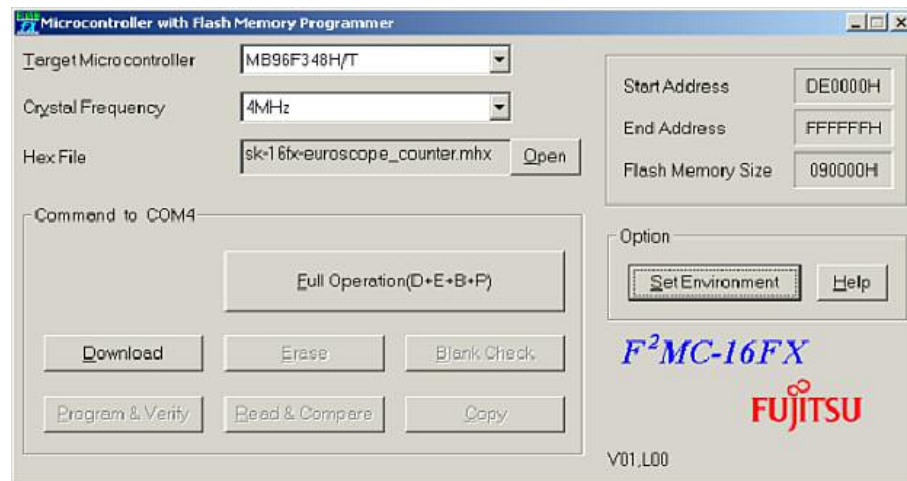 Microcontroller with Flash Memory Programmer
Target Microcontroller
MB96F348H/T
Crystal Frequency
4MHz
Hex File
sk-16fx-euroscope_counter.mhx
Open
Start Address
DE0000H
End Address
FFFFFFH
Flash Memory Size
090000H
Command to COM4
Full Operation(D+E+B+P)
Download
Erase
Blank Check
Program & Verify
Read & Compare
Copy
Option
Set Environment
Help
F²MC-16FX
FUJITSU
V01,L00